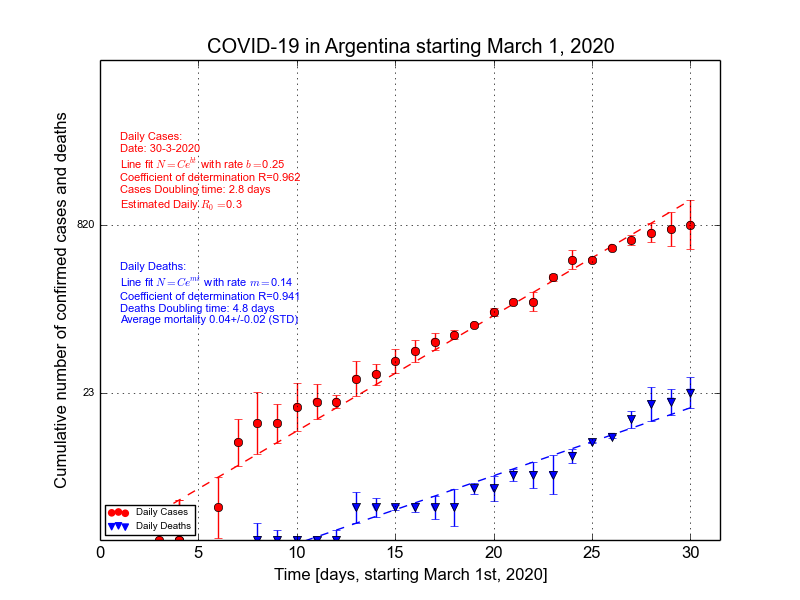 COVID-19 in Argentina starting March 1, 2020
Cumulative number of confirmed cases and deaths
Daily Cases:
Date: 30-3-2020
Line fit N = Ce^{bt} with rate b =0.25
Coefficient of determination R=0.962
Cases Doubling time: 2.8 days
Estimated Daily R_0 =0.3
820
Daily Deaths:
Line fit N = Ce^{mt} with rate m =0.14
Coefficient of determination R=0.941
Deaths Doubling time: 4.8 days
Average mortality 0.04+/-0.02 (STD)
23
Daily Cases
Daily Deaths
0 5 10 15 20 25 30
Time [days, starting March 1st, 2020]